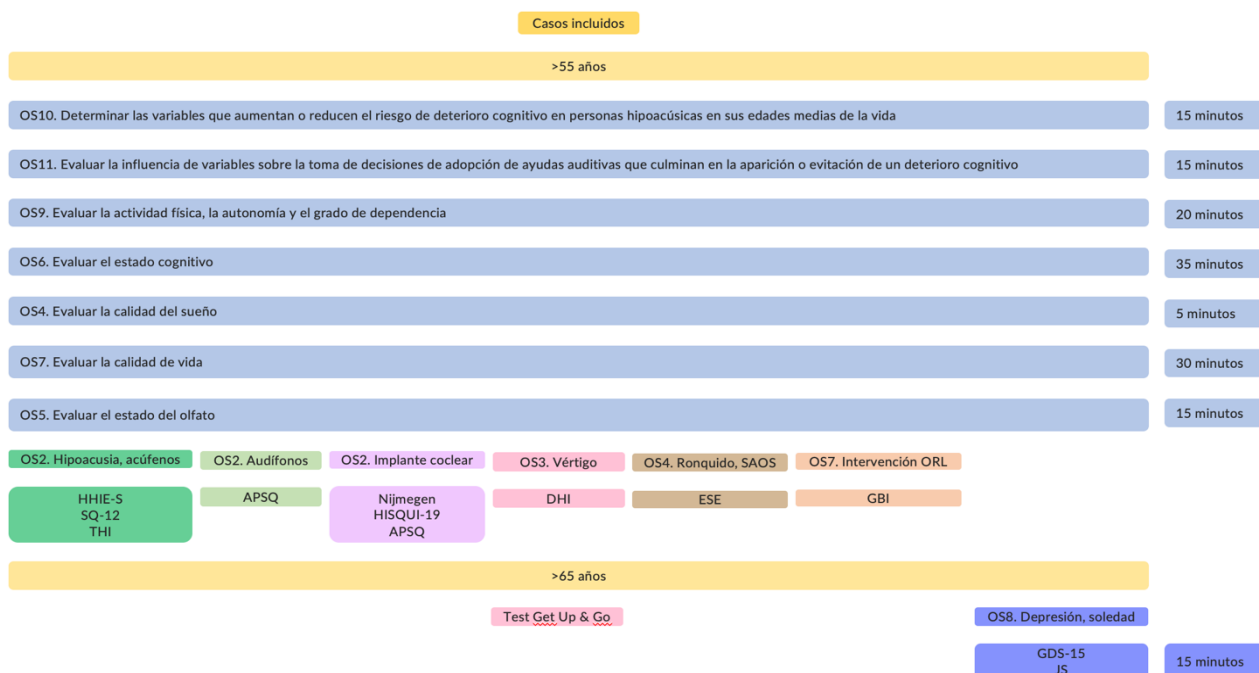 Casos incluidos
>55 años
OS10. Determinar las variables que aumentan o reducen el riesgo de deterioro cognitivo en personas hipoacúsicas en sus edades medias de la vida
15 minutos
OS11. Evaluar la influencia de variables sobre la toma de decisiones de adopción de ayudas auditivas que culminan en la aparición o evitación de un deterioro cognitivo
15 minutos
OS9. Evaluar la actividad física, la autonomía y el grado de dependencia
20 minutos
OS6. Evaluar el estado cognitivo
35 minutos
OS4. Evaluar la calidad del sueño
5 minutos
OS7. Evaluar la calidad de vida
30 minutos
OS5. Evaluar el estado del olfato
15 minutos
OS2. Hipoacusia, acúfenos
HHIE-S
SQ-12
THI
OS2. Audífonos
APSQ
OS2. Implante coclear
Nijmegen
HISQUI-19
APSQ
OS3. Vértigo
DHI
OS4. Ronquido, SAOS
ESE
OS7. Intervención ORL
GBI
>65 años
Test Get Up & Go
OS8. Depresión, soledad
GDS-15
15 minutos